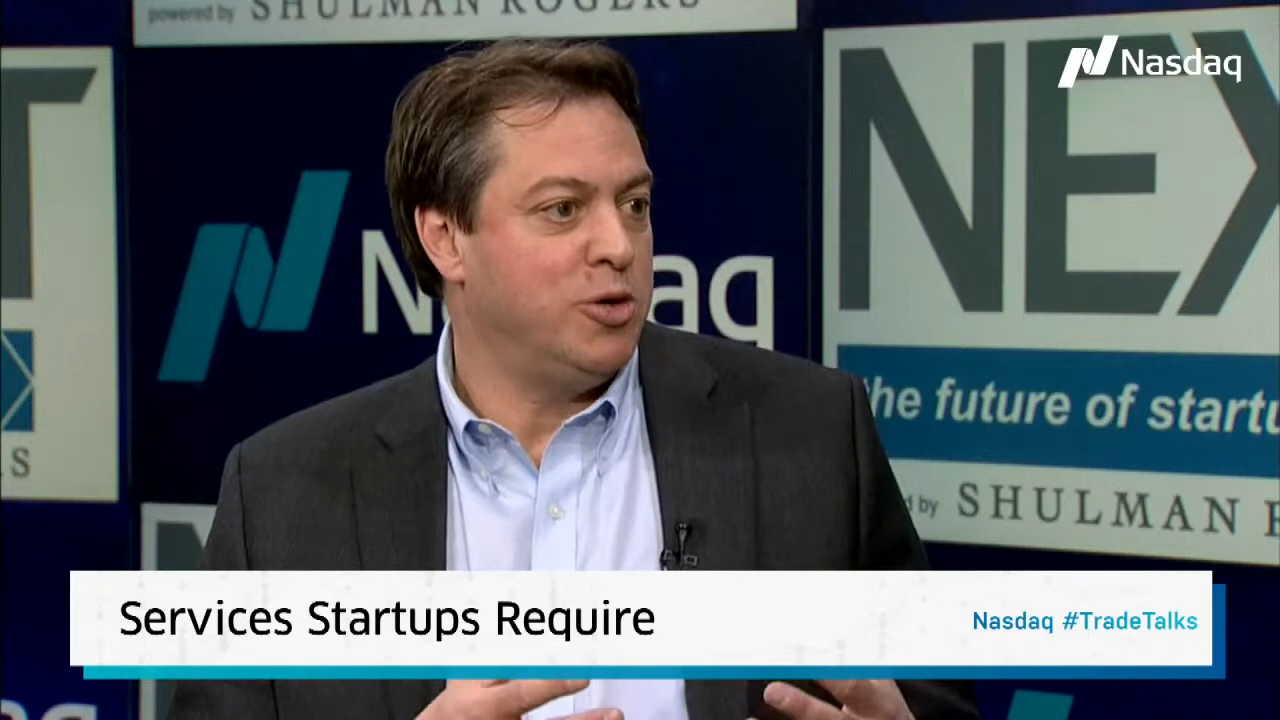 powered by SHULMAN ROGERS
Nasdaq
NEX
T
Nasdaq
the future of startu
by SHULMAN R
S
Services Startups Require
Nasdaq #TradeTalks